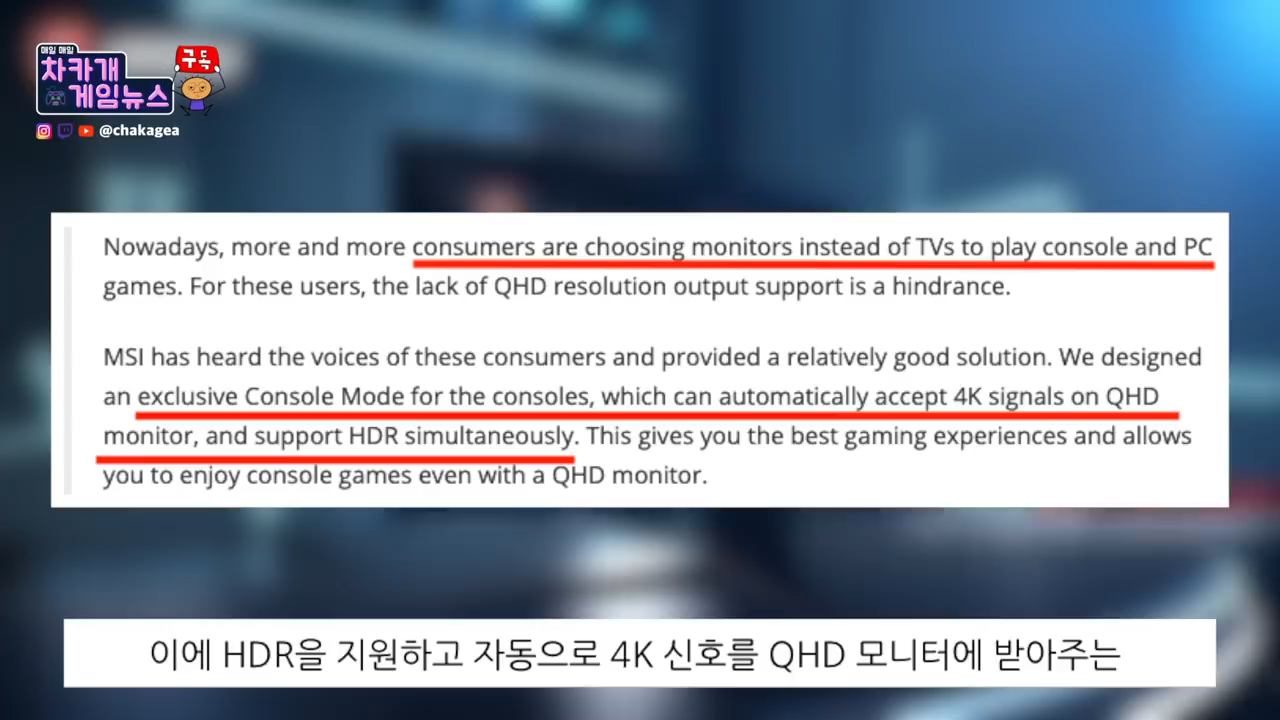 매일 매일
차카개
게임뉴스
구독
@chakagea
Nowadays, more and more consumers are choosing monitors instead of TVs to play console and PC
games. For these users, the lack of QHD resolution output support is a hindrance.
MSI has heard the voices of these consumers and provided a relatively good solution. We designed
an exclusive Console Mode for the consoles, which can automatically accept 4K signals on QHD
monitor, and support HDR simultaneously. This gives you the best gaming experiences and allows
you to enjoy console games even with a QHD monitor.
이에 HDR을 지원하고 자동으로 4K 신호를 QHD 모니터에 받아주는